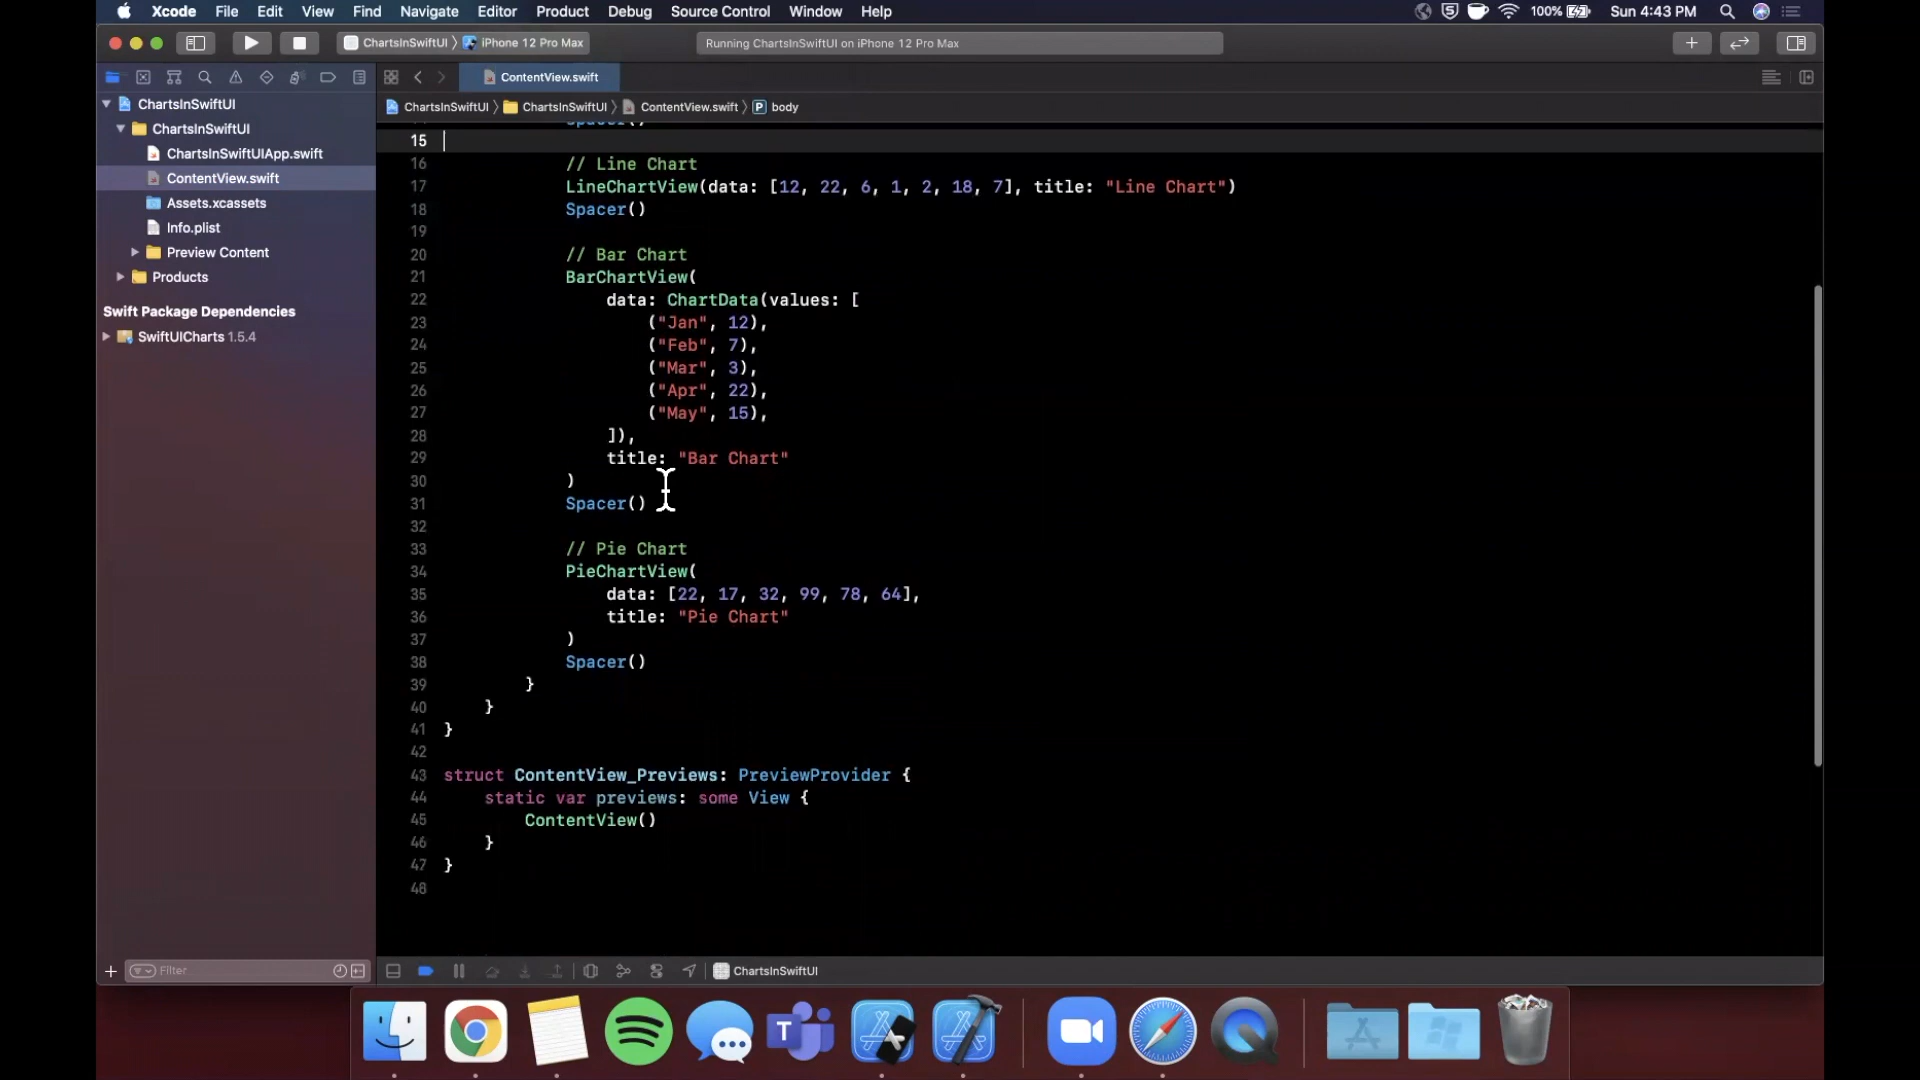 Xcode File Edit View Find Navigate Editor Product Debug Source Control Window Help 100% Sun 4:43 PM
ChartsInSwiftUI 〉 iPhone 12 Pro Max Running ChartsInSwiftUI on iPhone 12 Pro Max
ContentView.swift
ChartsInSwiftUI 〉 ChartsInSwiftUI 〉 ContentView.swift 〉 P body
ChartsInSwiftUI
ChartsInSwiftUI
ChartsInSwiftUIApp.swift
ContentView.swift
Assets.xcassets
Info.plist
Preview Content
Products
Swift Package Dependencies
SwiftUICharts 1.5.4
Filter
Spacer()
15
16 // Line Chart
17 LineChartView(data: [12, 22, 6, 1, 2, 18, 7], title: "Line Chart")
18 Spacer()
19
20 // Bar Chart
21 BarChartView(
22 data: ChartData(values: [
23 ("Jan", 12),
24 ("Feb", 7),
25 ("Mar", 3),
26 ("Apr", 22),
27 ("May", 15),
28 ]),
29 title: "Bar Chart"
30 )
31 Spacer()
32
33 // Pie Chart
34 PieChartView(
35 data: [22, 17, 32, 99, 78, 64],
36 title: "Pie Chart"
37 )
38 Spacer()
39 }
40 }
41 }
42
43 struct ContentView_Previews: PreviewProvider {
44 static var previews: some View {
45 ContentView()
46 }
47 }
48
ChartsInSwiftUI